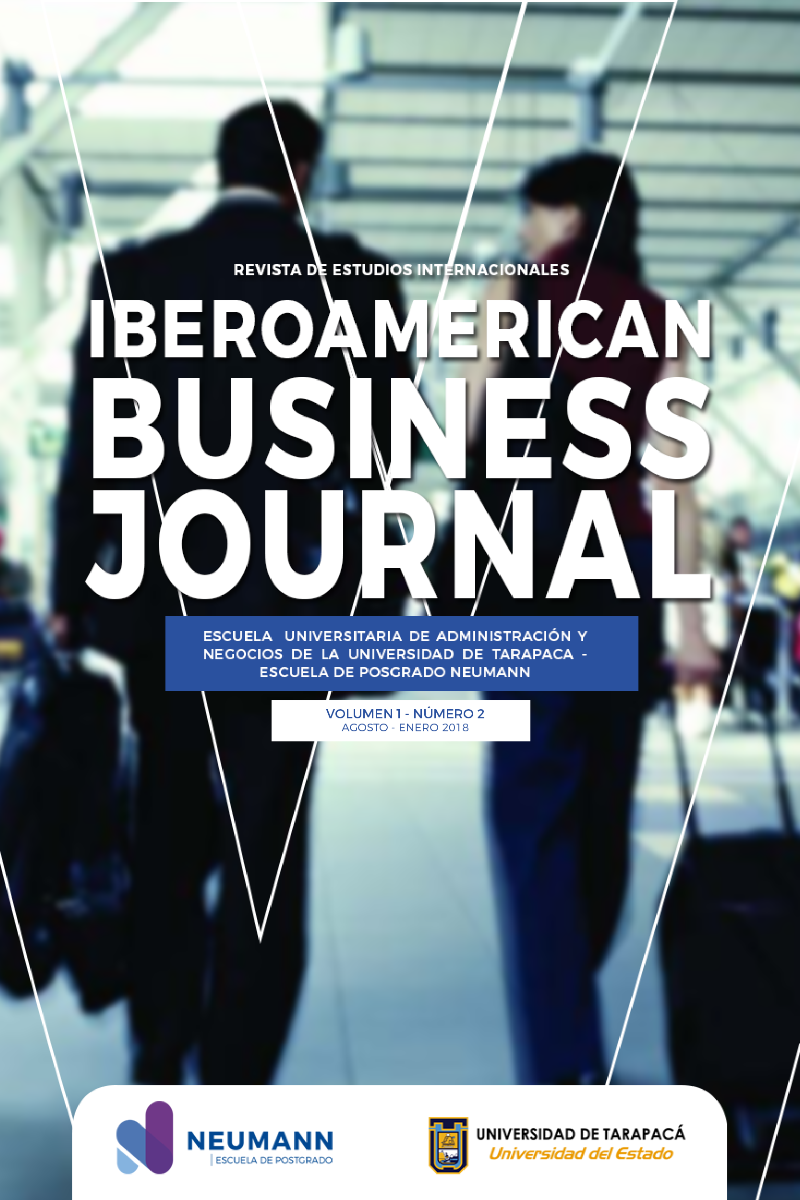 REVISTA DE ESTUDIOS INTERNACIONALES
IBEROAMERICAN
BUSINESS
JOURNAL
ESCUELA UNIVERSITARIA DE ADMINISTRACIÓN Y
NEGOCIOS DE LA UNIVERSIDAD DE TARAPACA -
ESCUELA DE POSGRADO NEUMANN
VOLUMEN 1 - NÚMERO 2
AGOSTO - ENERO 2018
NEUMANN
ESCUELA DE POSTGRADO
UNIVERSIDAD DE TARAPACÁ
Universidad del Estado